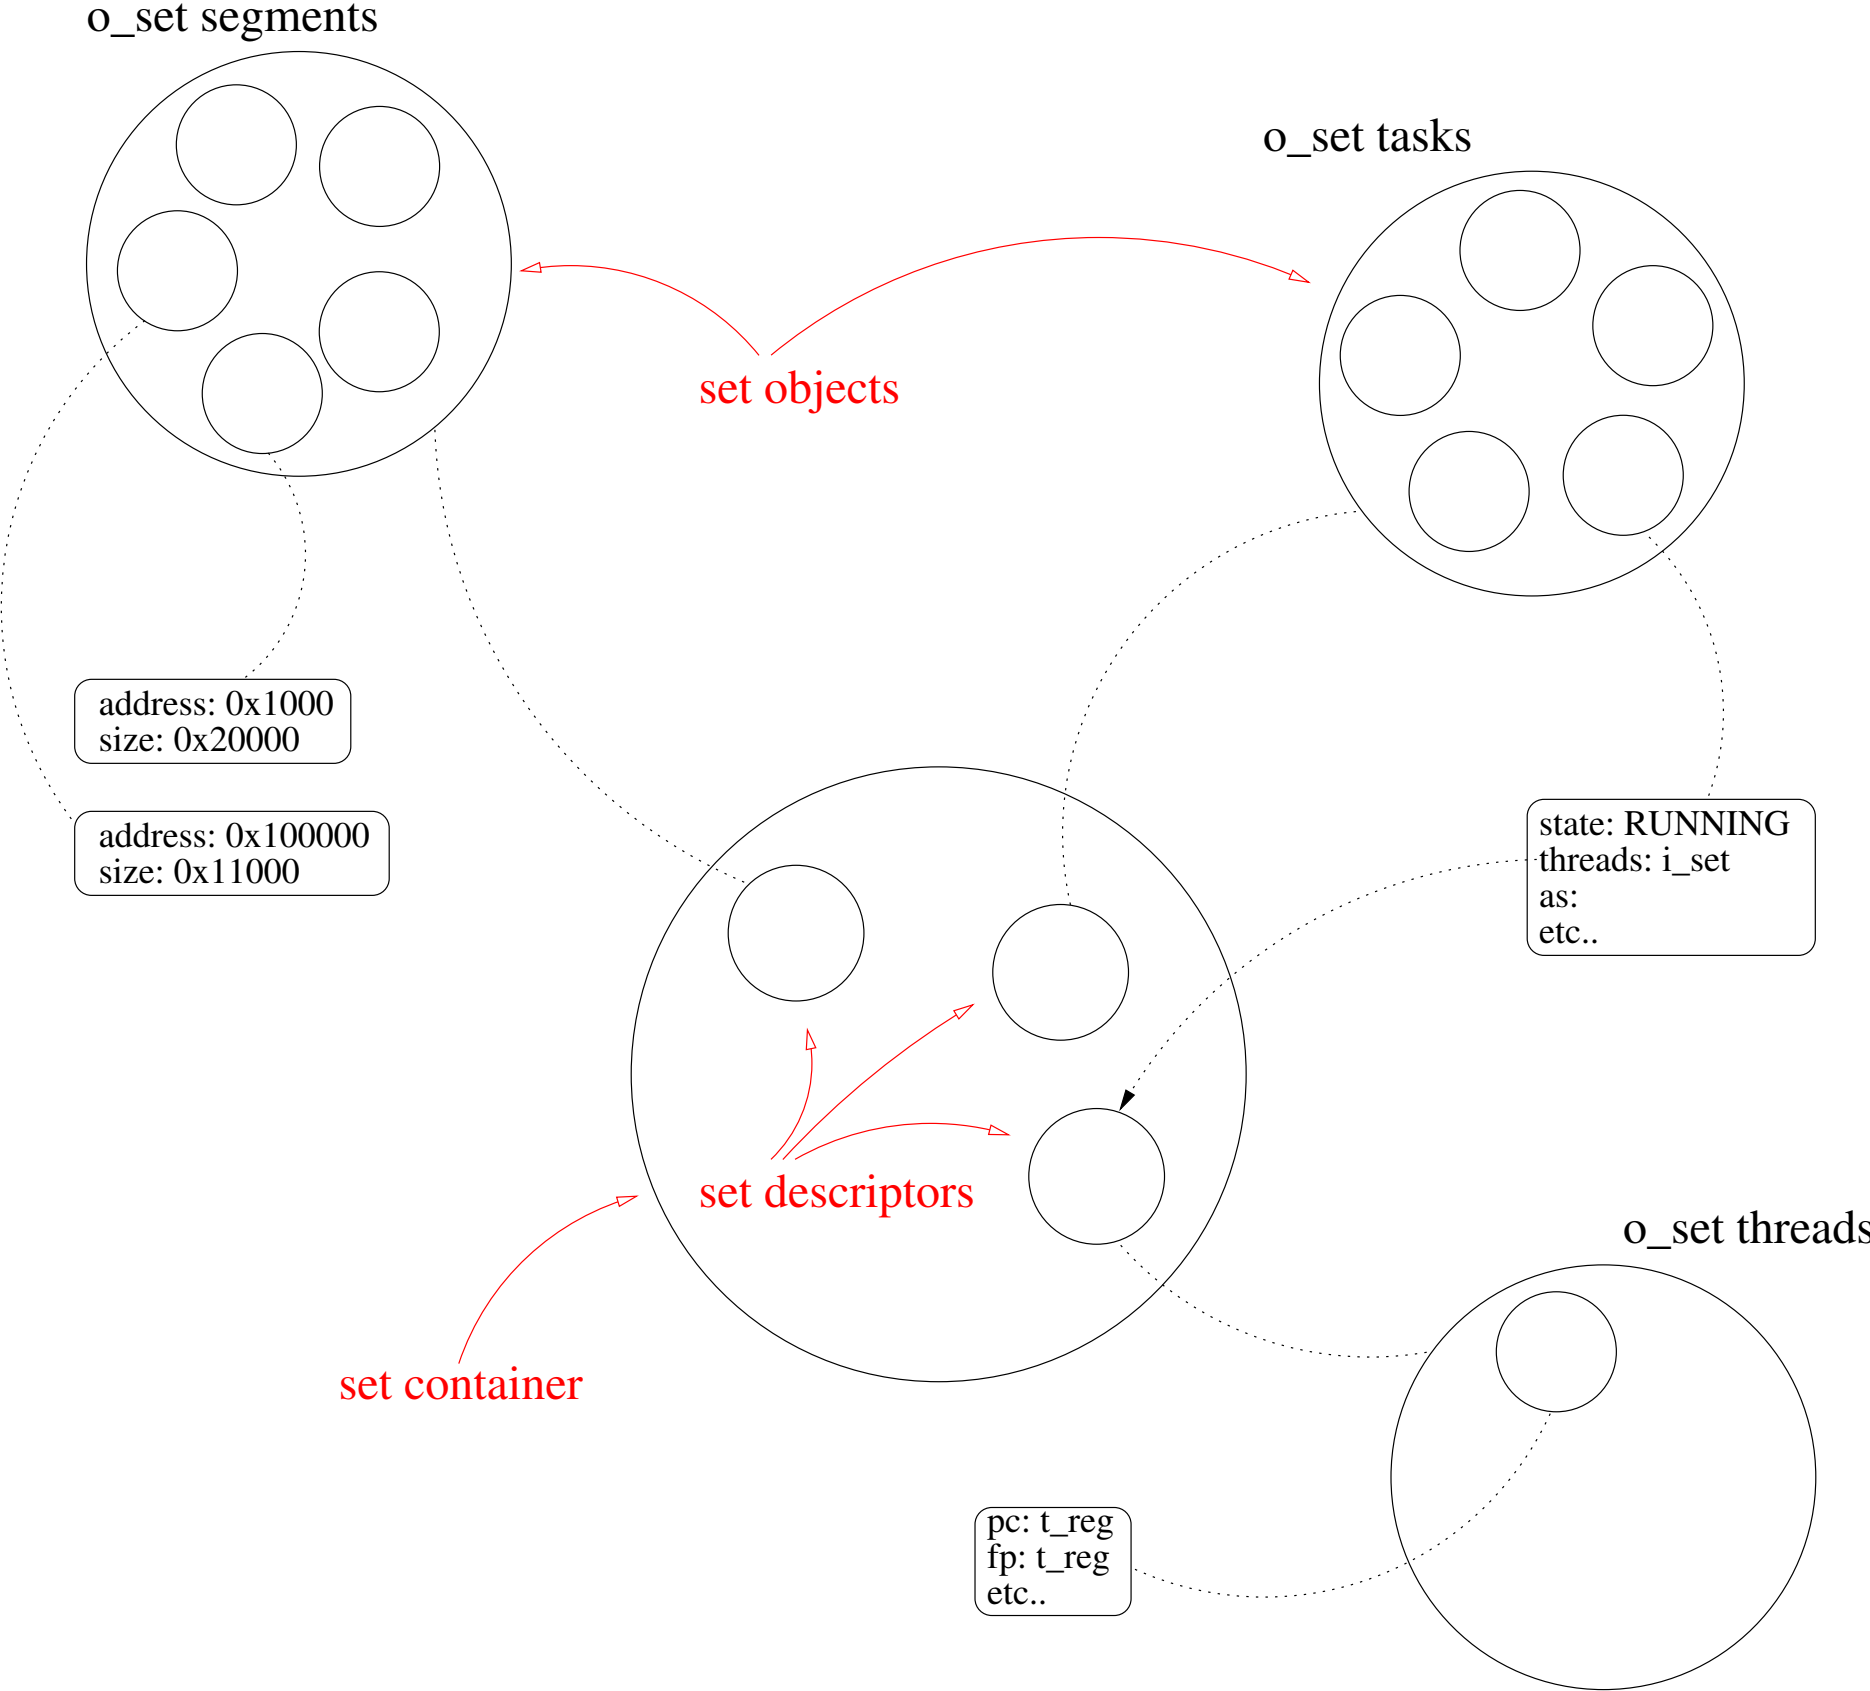 o_set segments
o_set tasks
set objects
address: 0x1000
size: 0x20000
address: 0x100000
size: 0x11000
state: RUNNING
threads: i_set
as:
etc..
set descriptors
o_set threads
set container
pc: t_reg
fp: t_reg
etc..